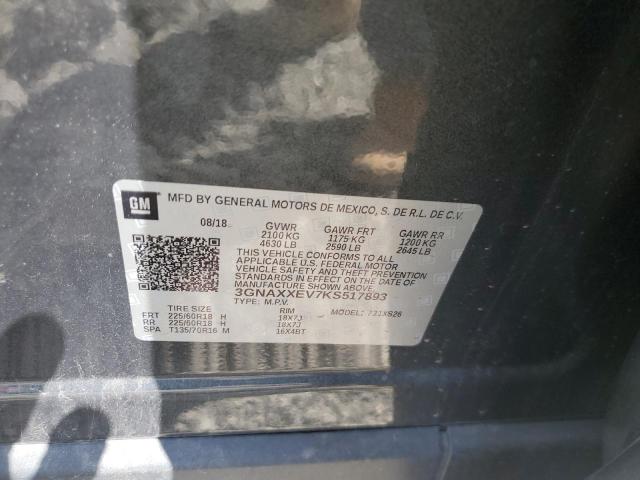 GM
MFD BY GENERAL MOTORS DE MEXICO, S. DE R.L. DE C.V.
08/18 GVWR GAWR FRT GAWR RR
2100 KG 1175 KG 1200 KG
4630 LB 2590 LB 2645 LB
THIS VEHICLE CONFORMS TO ALL
APPLICABLE U.S. FEDERAL MOTOR
VEHICLE SAFETY AND THEFT PREVENTION
STANDARDS IN EFFECT ON THE DATE OF
MANUFACTURE SHOWN ABOVE.
3GNAXXEV7KS517893
TYPE: M.P.V. MODEL: 721XS26
TIRE SIZE RIM
FRT 225/60R18 H 18X7J
RR 225/60R18 H 18X7J
SPA T135/70R16 M 16X4BT